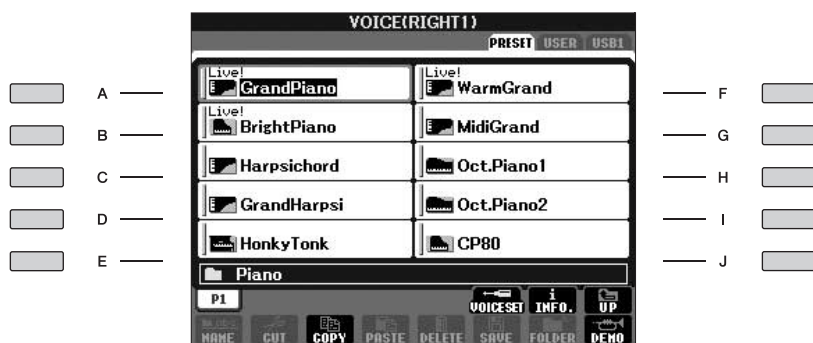 VOICE(RIGHT1)
PRESET USER USB1
A Live! GrandPiano Live! WarmGrand F
B Live! BrightPiano MidiGrand G
C Harpsichord Oct.Piano1 H
D GrandHarpsi Oct.Piano2 I
E HonkyTonk CP80 J
Piano
P1 VOICESET i INFO. UP
NAME CUT COPY PASTE DELETE SAVE FOLDER DEMO